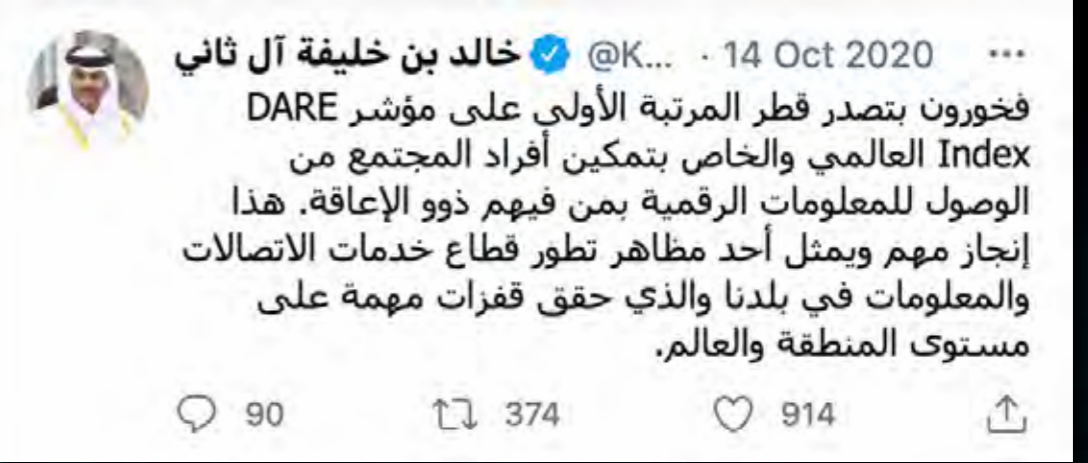 خالد بن خليفة آل ثاني @K... · 14 Oct 2020
فخورون بتصدر قطر المرتبة الأولى على مؤشر DARE
Index العالمي والخاص بتمكين أفراد المجتمع من
الوصول للمعلومات الرقمية بمن فيهم ذوو الإعاقة. هذا
إنجاز مهم ويمثل أحد مظاهر تطور قطاع خدمات الاتصالات
والمعلومات في بلدنا والذي حقق قفزات مهمة على
مستوى المنطقة والعالم.
90 374 914